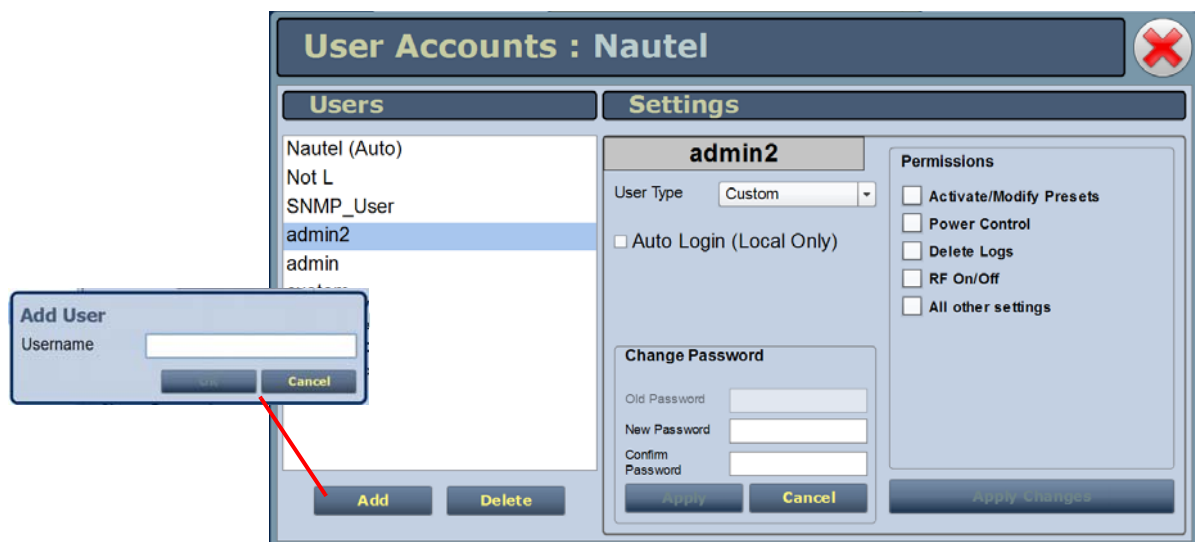 User Accounts : Nautel
Users
Settings
Nautel (Auto)
Not L
SNMP_User
admin2
admin
Add User
Username
Ok
Cancel
Add
Delete
admin2
User Type
Custom
Auto Login (Local Only)
Change Password
Old Password
New Password
Confirm
Password
Apply
Cancel
Permissions
Activate/Modify Presets
Power Control
Delete Logs
RF On/Off
All other settings
Apply Changes